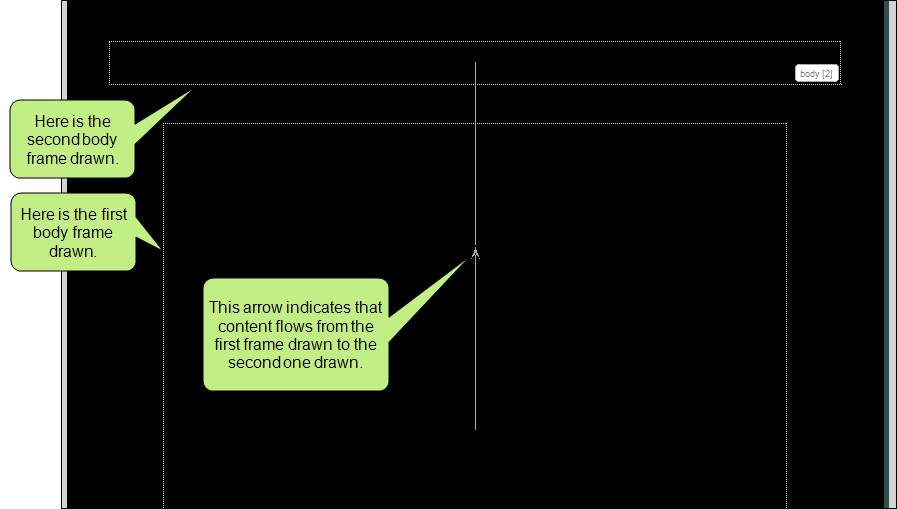 body [2]
Here is the
second body
frame drawn.
Here is the first
body frame
drawn.
This arrow indicates that
content flows from the
first frame drawn to the
second one drawn.